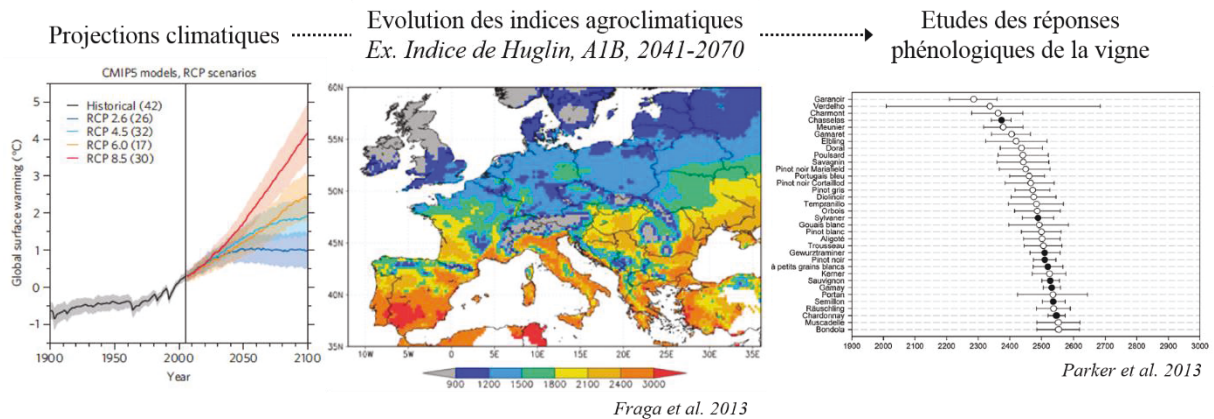 Projections climatiques
Evolution des indices agroclimatiques
Ex. Indice de Huglin, A1B, 2041-2070
Etudes des réponses
phénologiques de la vigne
CMIP5 models, RCP scenarios
Global surface warming (°C)
5
4
3
2
1
0
-1
Historical (42)
RCP 2.6 (26)
RCP 4.5 (32)
RCP 6.0 (17)
RCP 8.5 (30)
1900
1950
2000
2050
2100
Year
60N
55N
50N
45N
40N
35N
10W
5W
0
5E
10E
15E
20E
25E
30E
35E
900
1200
1500
1800
2100
2400
3000
Fraga et al. 2013
Garanoir
Verdelho
Charmont
Chasselas
Meunier
Gamaret
Elbling
Doral
Poulsard
Savagnin
Pinot noir Mariafeld
Portugais bleu
Pinot noir Cortaillod
Pinot gris
Diolinoir
Tempranillo
Orbois
Sylvaner
Gouais blanc
Pinot blanc
Aligoté
Trousseau
Gewurztraminer
Pinot noir
à petits grains blancs
Kerner
Sauvignon
Gamay
Portan
Semillon
Räuschling
Chardonnay
Muscadelle
Bondola
1900
2000
2100
2200
2300
2400
2500
2600
2700
2800
2900
3000
Parker et al. 2013